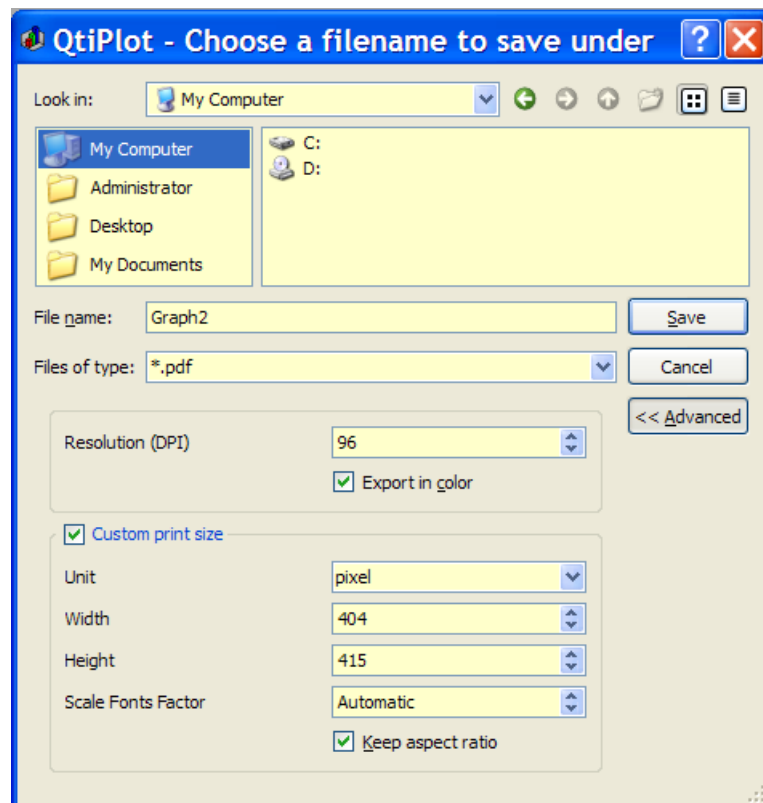 QtiPlot - Choose a filename to save under
Look in: My Computer
My Computer
Administrator
Desktop
My Documents
C:
D:
File name: Graph2 Save
Files of type: *.pdf Cancel
<< Advanced
Resolution (DPI) 96
Export in color
Custom print size
Unit pixel
Width 404
Height 415
Scale Fonts Factor Automatic
Keep aspect ratio